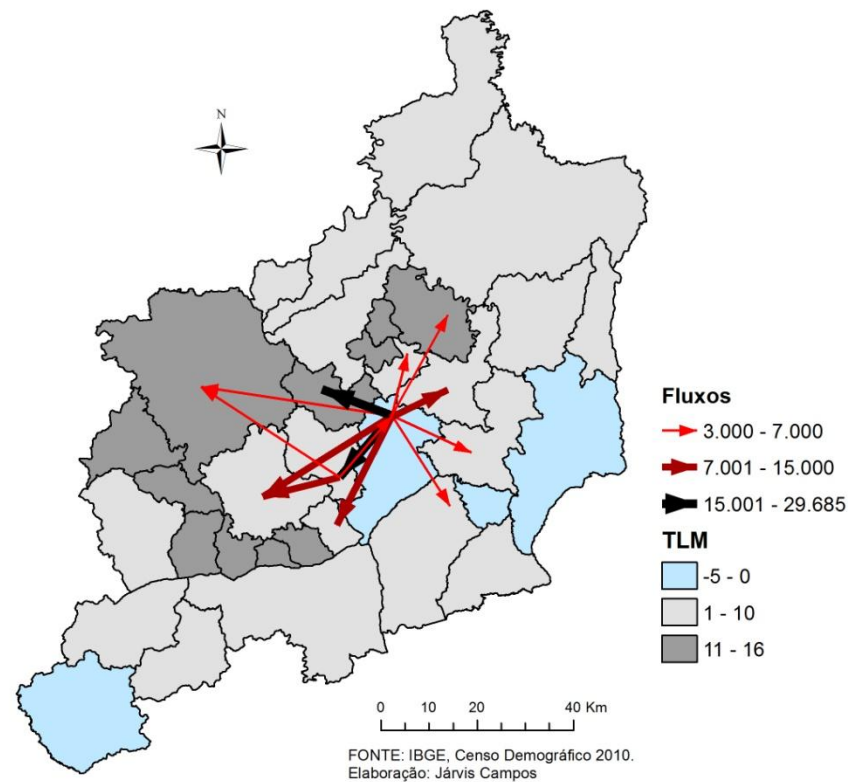 N
Fluxos
3.000 - 7.000
7.001 - 15.000
15.001 - 29.685
TLM
-5 - 0
1 - 10
11 - 16
0 10 20 40 Km
FONTE: IBGE, Censo Demográfico 2010.
Elaboração: Járvis Campos